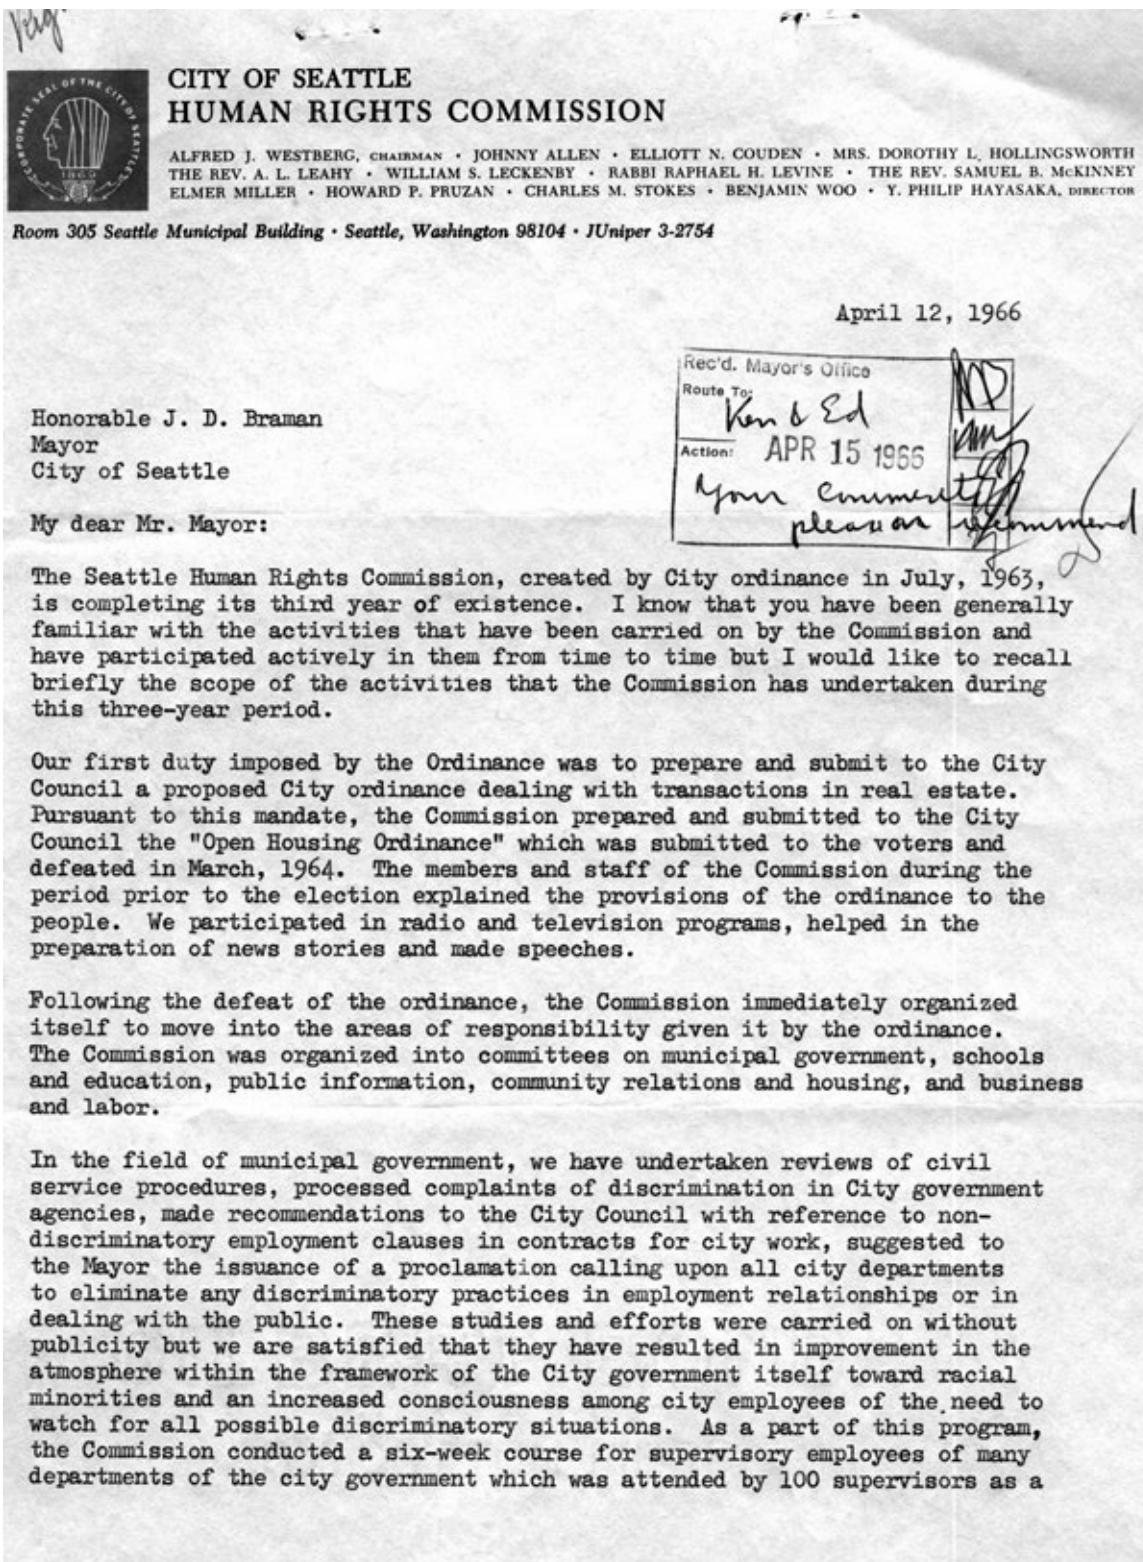 CITY OF SEATTLE
HUMAN RIGHTS COMMISSION
CORPORATE SEAL OF THE CITY OF SEATTLE
1869
ALFRED J. WESTBERG, CHAIRMAN • JOHNNY ALLEN • ELLIOTT N. COUDEN • MRS. DOROTHY L. HOLLINGSWORTH
THE REV. A. L. LEAHY • WILLIAM S. LECKENBY • RABBI RAPHAEL H. LEVINE • THE REV. SAMUEL B. McKINNEY
ELMER MILLER • HOWARD P. PRUZAN • CHARLES M. STOKES • BENJAMIN WOO • Y. PHILIP HAYASAKA, DIRECTOR
Room 305 Seattle Municipal Building • Seattle, Washington 98104 • JUniper 3-2754
April 12, 1966
Rec'd. Mayor's Office
Route To:
Ken & Ed
Action: APR 15 1966
your comments
recommend
Honorable J. D. Braman
Mayor
City of Seattle
My dear Mr. Mayor:
The Seattle Human Rights Commission, created by City ordinance in July, 1963,
is completing its third year of existence. I know that you have been generally
familiar with the activities that have been carried on by the Commission and
have participated actively in them from time to time but I would like to recall
briefly the scope of the activities that the Commission has undertaken during
this three-year period.
Our first duty imposed by the Ordinance was to prepare and submit to the City
Council a proposed City ordinance dealing with transactions in real estate.
Pursuant to this mandate, the Commission prepared and submitted to the City
Council the "Open Housing Ordinance" which was submitted to the voters and
defeated in March, 1964. The members and staff of the Commission during the
period prior to the election explained the provisions of the ordinance to the
people. We participated in radio and television programs, helped in the
preparation of news stories and made speeches.
Following the defeat of the ordinance, the Commission immediately organized
itself to move into the areas of responsibility given it by the ordinance.
The Commission was organized into committees on municipal government, schools
and education, public information, community relations and housing, and business
and labor.
In the field of municipal government, we have undertaken reviews of civil
service procedures, processed complaints of discrimination in City government
agencies, made recommendations to the City Council with reference to non-
discriminatory employment clauses in contracts for city work, suggested to
the Mayor the issuance of a proclamation calling upon all city departments
to eliminate any discriminatory practices in employment relationships or in
dealing with the public. These studies and efforts were carried on without
publicity but we are satisfied that they have resulted in improvement in the
atmosphere within the framework of the City government itself toward racial
minorities and an increased consciousness among city employees of the need to
watch for all possible discriminatory situations. As a part of this program,
the Commission conducted a six-week course for supervisory employees of many
departments of the city government which was attended by 100 supervisors as a